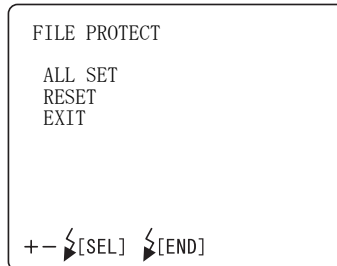 FILE PROTECT
ALL SET
RESET
EXIT
+− [SEL] [END]